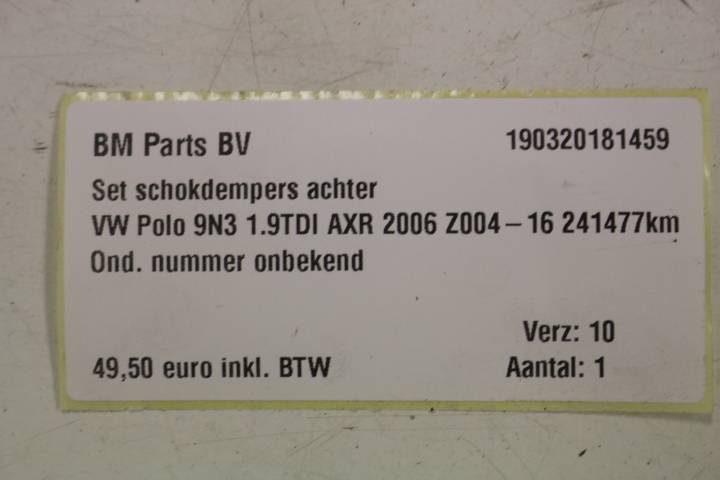 BM Parts BV 190320181459
Set schokdempers achter
VW Polo 9N3 1.9TDI AXR 2006 Z004-16 241477km
Ond. nummer onbekend
Verz: 10
49,50 euro inkl. BTW Aantal: 1